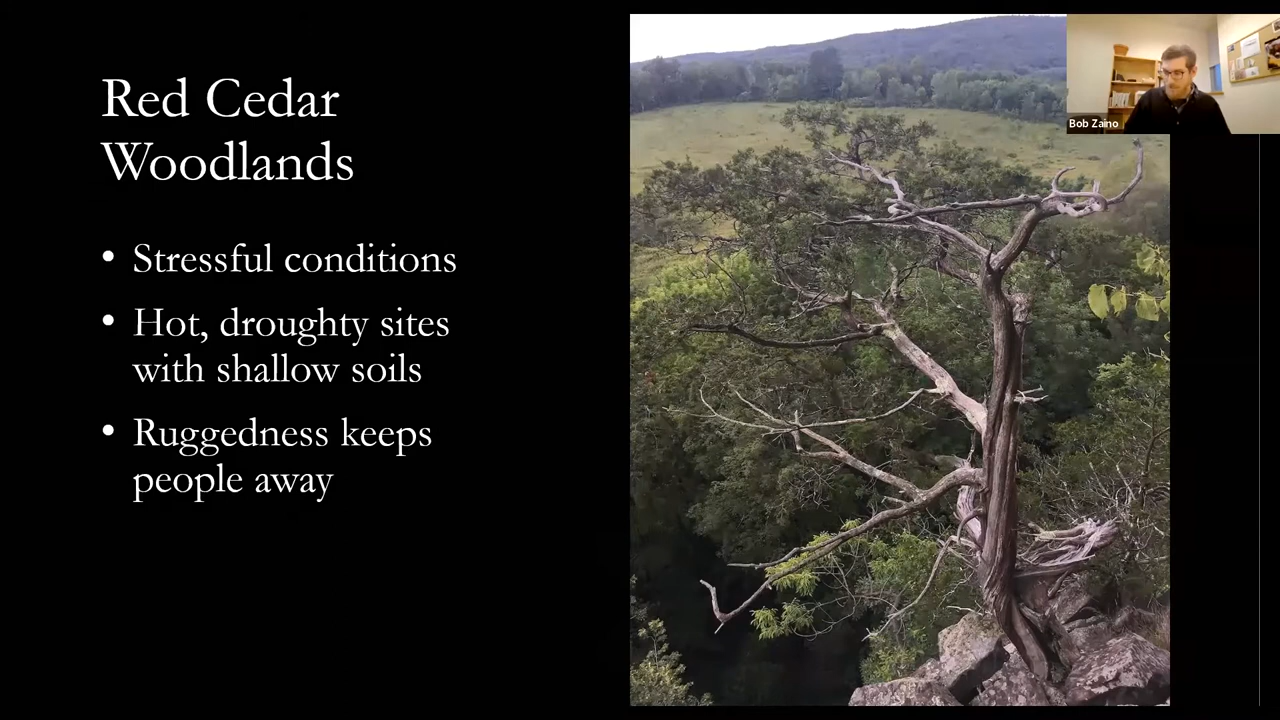 Red Cedar
Woodlands
• Stressful conditions
• Hot, droughty sites
with shallow soils
• Ruggedness keeps
people away
Bob Zaino